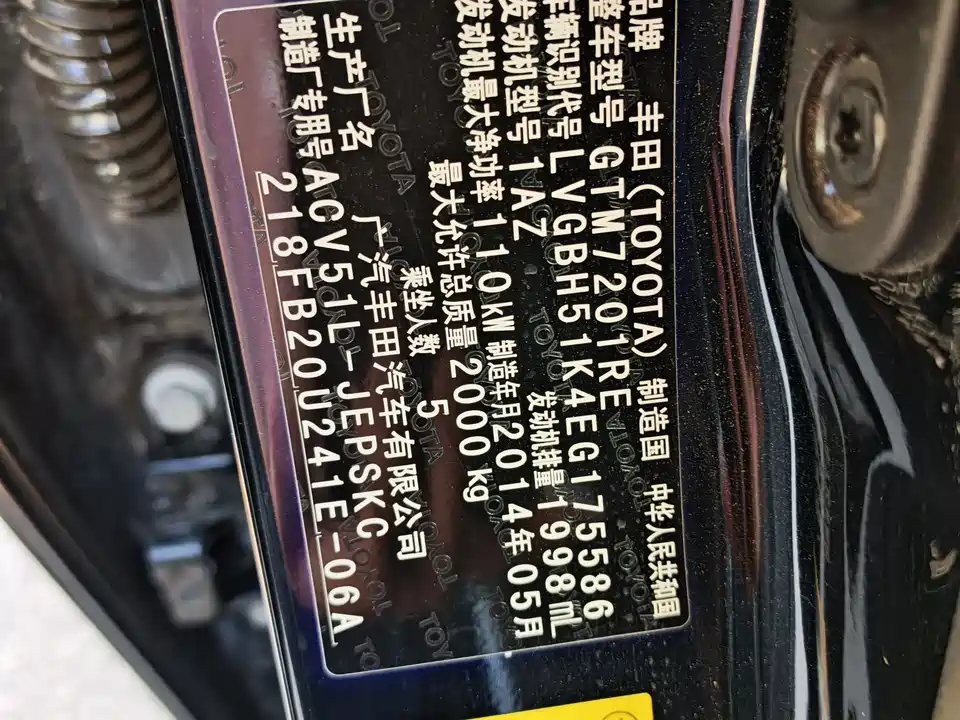 品牌 丰田(TOYOTA) 制造国 中华人民共和国
整车型号 GTM7201RE
车辆识别代号 LVGBH51K4EG175586
发动机型号 1AZ 发动机排量 1998mL
发动机最大净功率 110kW 制造年月 2014年05月
最大允许总质量 2000kg
乘坐人数 5
生产厂名 广汽丰田汽车有限公司
制造厂专用号 ACV51L-JEPSKC
218FB20U241E-06A